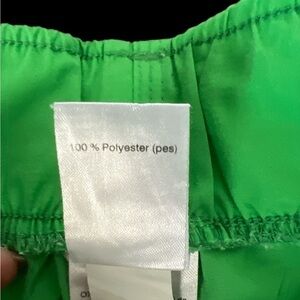 100 % Polyester (pes)